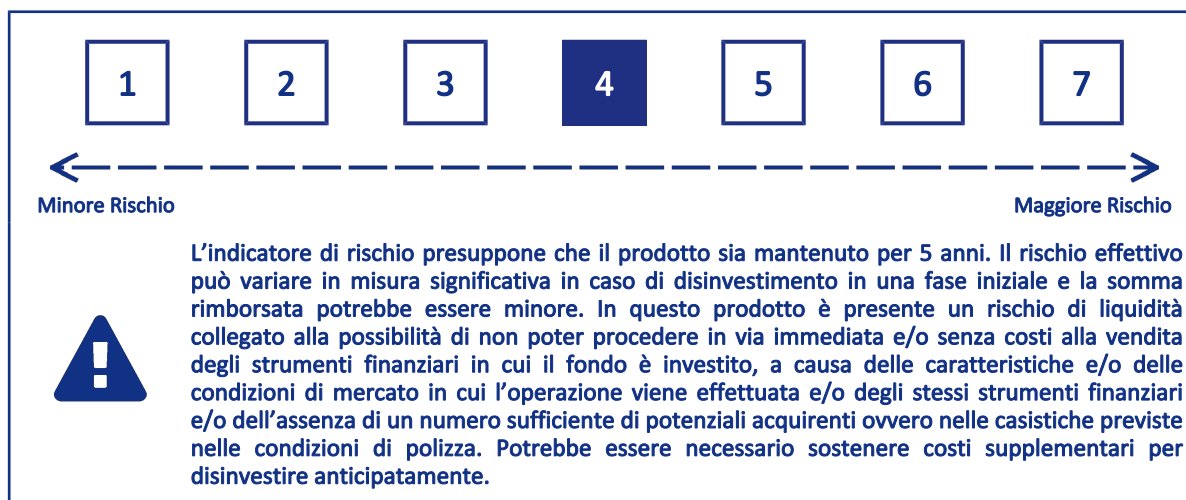 1 2 3 4 5 6 7
Minore Rischio Maggiore Rischio
L'indicatore di rischio presuppone che il prodotto sia mantenuto per 5 anni. Il rischio effettivo
può variare in misura significativa in caso di disinvestimento in una fase iniziale e la somma
rimborsata potrebbe essere minore. In questo prodotto è presente un rischio di liquidità
collegato alla possibilità di non poter procedere in via immediata e/o senza costi alla vendita
degli strumenti finanziari in cui il fondo è investito, a causa delle caratteristiche e/o delle
condizioni di mercato in cui l'operazione viene effettuata e/o degli stessi strumenti finanziari
e/o dell'assenza di un numero sufficiente di potenziali acquirenti ovvero nelle casistiche previste
nelle condizioni di polizza. Potrebbe essere necessario sostenere costi supplementari per
disinvestire anticipatamente.